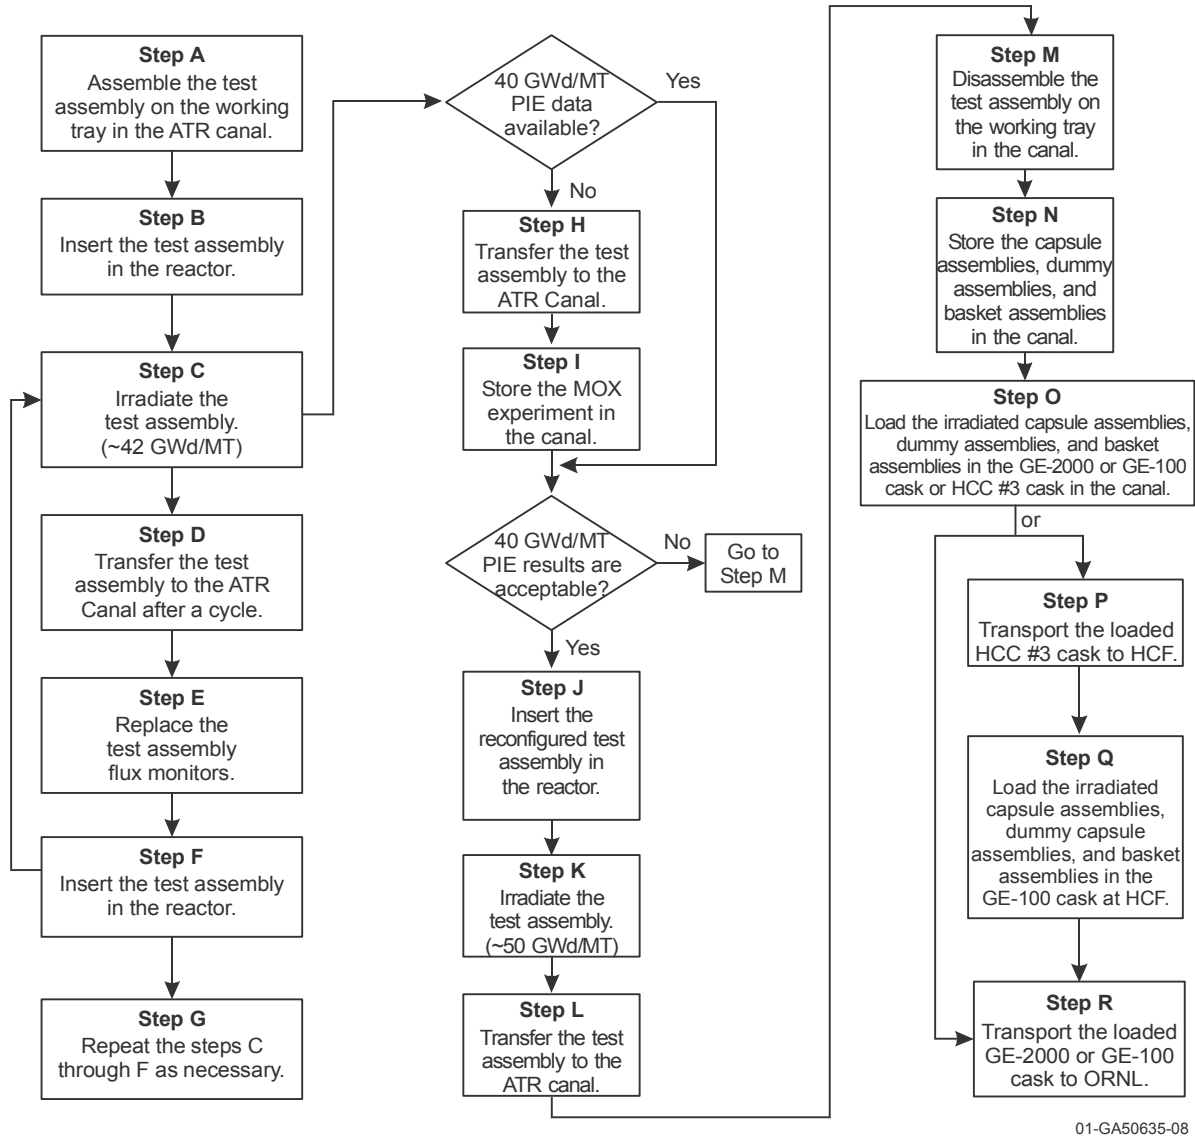 Step A
Assemble the test
assembly on the working
tray in the ATR canal.
Step B
Insert the test assembly
in the reactor.
Step C
Irradiate the
test assembly.
(~42 GWd/MT)
Step D
Transfer the test
assembly to the ATR
Canal after a cycle.
Step E
Replace the
test assembly
flux monitors.
Step F
Insert the test assembly
in the reactor.
Step G
Repeat the steps C
through F as necessary.
40 GWd/MT
PIE data
available?
Yes
No
Step H
Transfer the test
assembly to the
ATR Canal.
Step I
Store the MOX
experiment in
the canal.
40 GWd/MT
PIE results are
acceptable?
No
Go to
Step M
Yes
Step J
Insert the
reconfigured test
assembly in
the reactor.
Step K
Irradiate the
test assembly.
(~50 GWd/MT)
Step L
Transfer the test
assembly to the
ATR canal.
Step M
Disassemble the
test assembly on
the working tray
in the canal.
Step N
Store the capsule
assemblies, dummy
assemblies, and
basket assemblies
in the canal.
Step O
Load the irradiated capsule assemblies,
dummy assemblies, and basket
assemblies in the GE-2000 or GE-100
cask or HCC #3 cask in the canal.
or
Step P
Transport the loaded
HCC #3 cask to HCF.
Step Q
Load the irradiated
capsule assemblies,
dummy capsule
assemblies, and basket
assemblies in the
GE-100 cask at HCF.
Step R
Transport the loaded
GE-2000 or GE-100
cask to ORNL.
01-GA50635-08